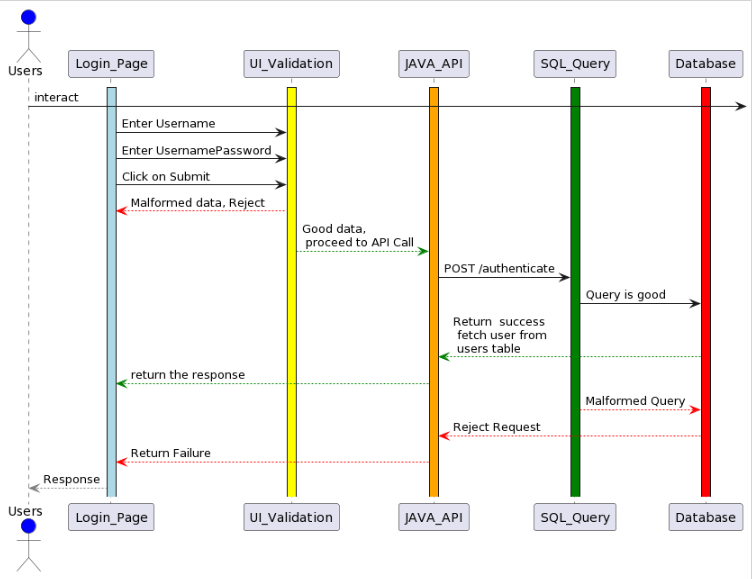 Users
Login_Page
UI_Validation
JAVA_API
SQL_Query
Database
interact
Enter Username
Enter UsernamePassword
Click on Submit
Malformed data, Reject
Good data,
proceed to API Call
POST /authenticate
Query is good
Return  success
fetch user from
users table
return the response
Malformed Query
Reject Request
Return Failure
Response
Users
Login_Page
UI_Validation
JAVA_API
SQL_Query
Database